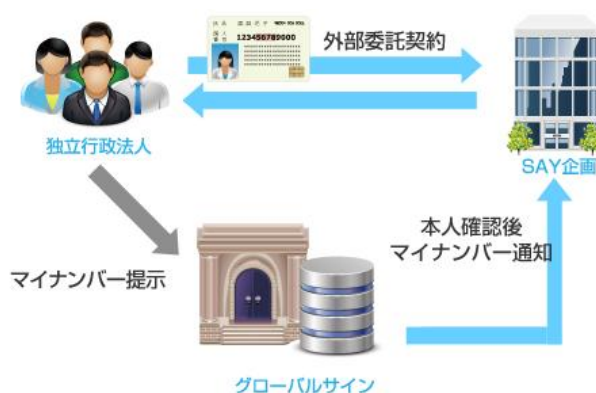 123456789000
外部委託契約
独立行政法人
SAY企画
本人確認後
マイナンバー通知
マイナンバー提示
グローバルサイン